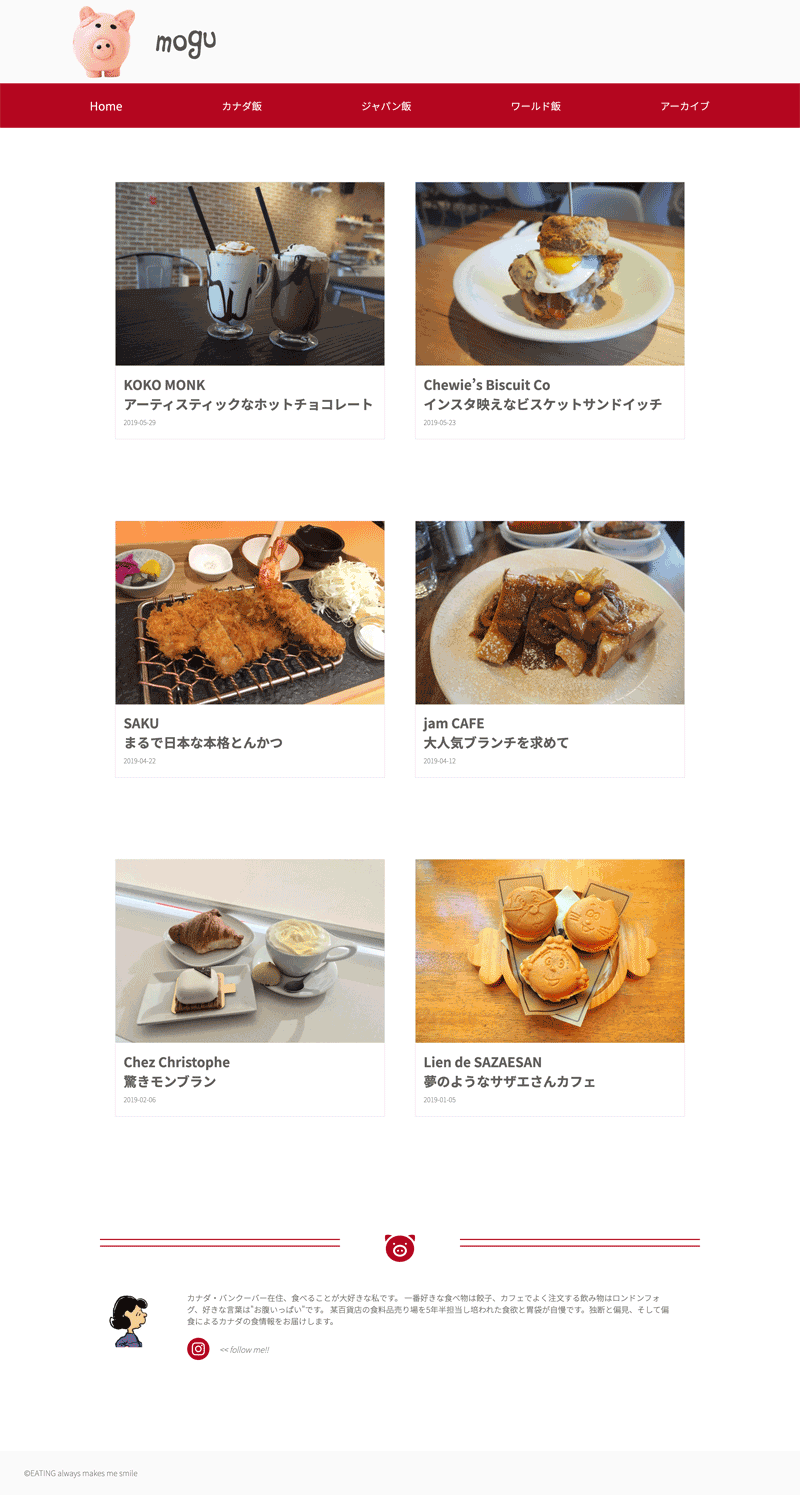 mogu
Home
カナダ飯
ジャパン飯
ワールド飯
アーカイブ
KOKO MONK
アーティスティックなホットチョコレート
2019-05-29
Chewie’s Biscuit Co
インスタ映えなビスケットサンドイッチ
2019-05-23
SAKU
まるで日本な本格とんかつ
2019-04-22
jam CAFE
大人気ブランチを求めて
2019-04-12
Chez Christophe
驚きモンブラン
2019-02-06
Lien de SAZAESAN
夢のようなサザエさんカフェ
2019-01-05
カナダ・バンクーバー在住、食べることが大好きな私です。 一番好きな食べ物は餃子、カフェでよく注文する飲み物はロンドンフォ
グ、好きな言葉は"お腹いっぱい"です。 某百貨店の食料品売り場を5年半担当し培われた食欲と胃袋が自慢です。独断と偏見、そして偏
食によるカナダの食情報をお届けします。
<< follow me!!
©EATING always makes me smile